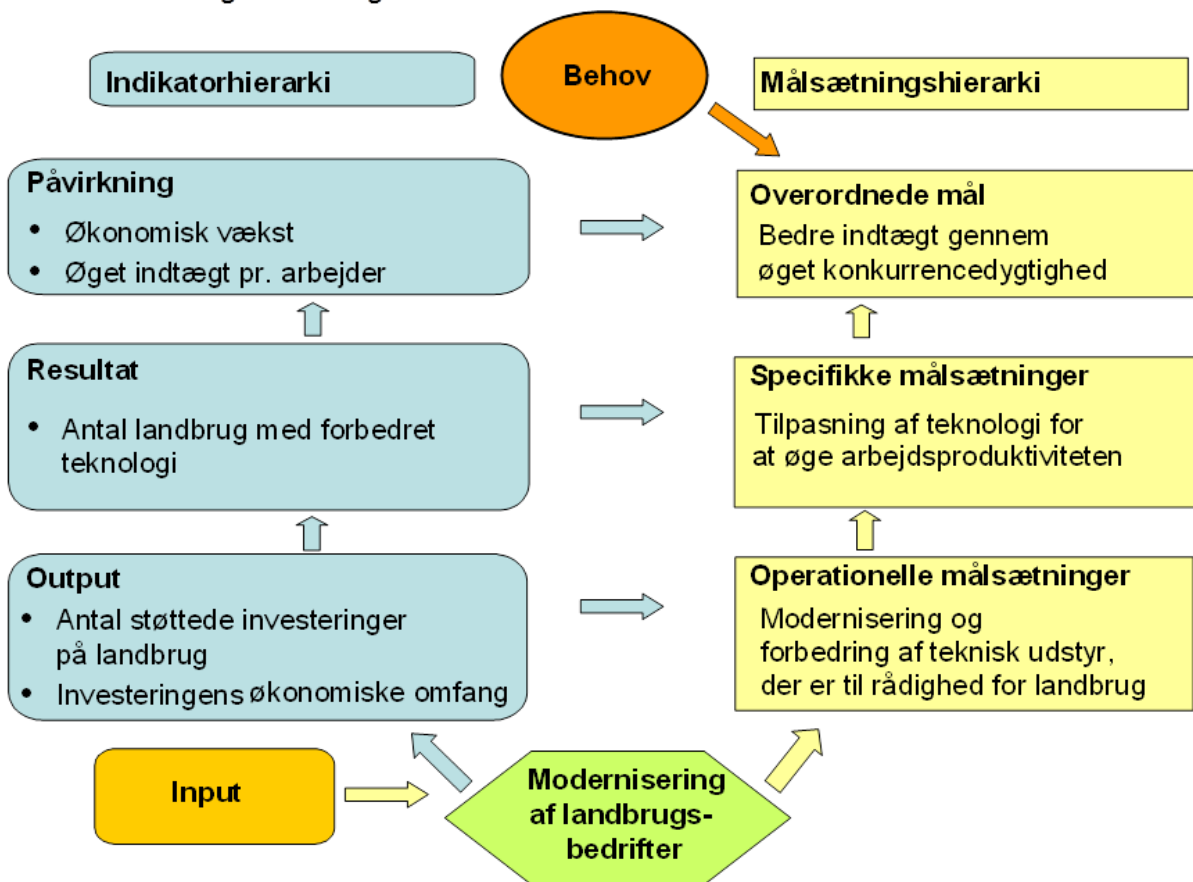 Indikatorhierarki
Behov
Målsætningshierarki
Påvirkning
• Økonomisk vækst
• Øget indtægt pr. arbejder
Overordnede mål
Bedre indtægt gennem
øget konkurrencedygtighed
Resultat
• Antal landbrug med forbedret
teknologi
Specifikke målsætninger
Tilpasning af teknologi for
at øge arbejdsproduktiviteten
Output
• Antal støttede investeringer
på landbrug
• Investeringens økonomiske omfang
Operationelle målsætninger
Modernisering og
forbedring af teknisk udstyr,
der er til rådighed for landbrug
Input
Modernisering
af landbrugs-
bedrifter